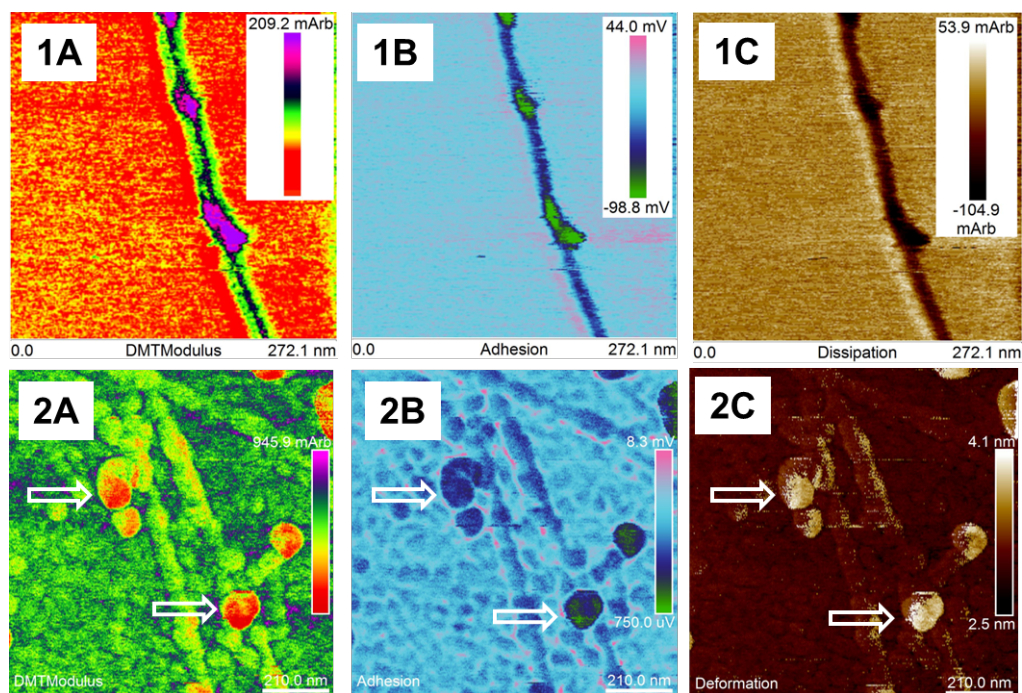 1A
209.2 mArb
0.0 DMTModulus 272.1 nm
1B
44.0 mV
-98.8 mV
0.0 Adhesion 272.1 nm
1C
53.9 mArb
-104.9
mArb
0.0 Dissipation 272.1 nm
2A
945.9 mArb
DMTModulus 210.0 nm
2B
8.3 mV
750.0 uV
Adhesion 210.0 nm
2C
4.1 nm
2.5 nm
Deformation 210.0 nm